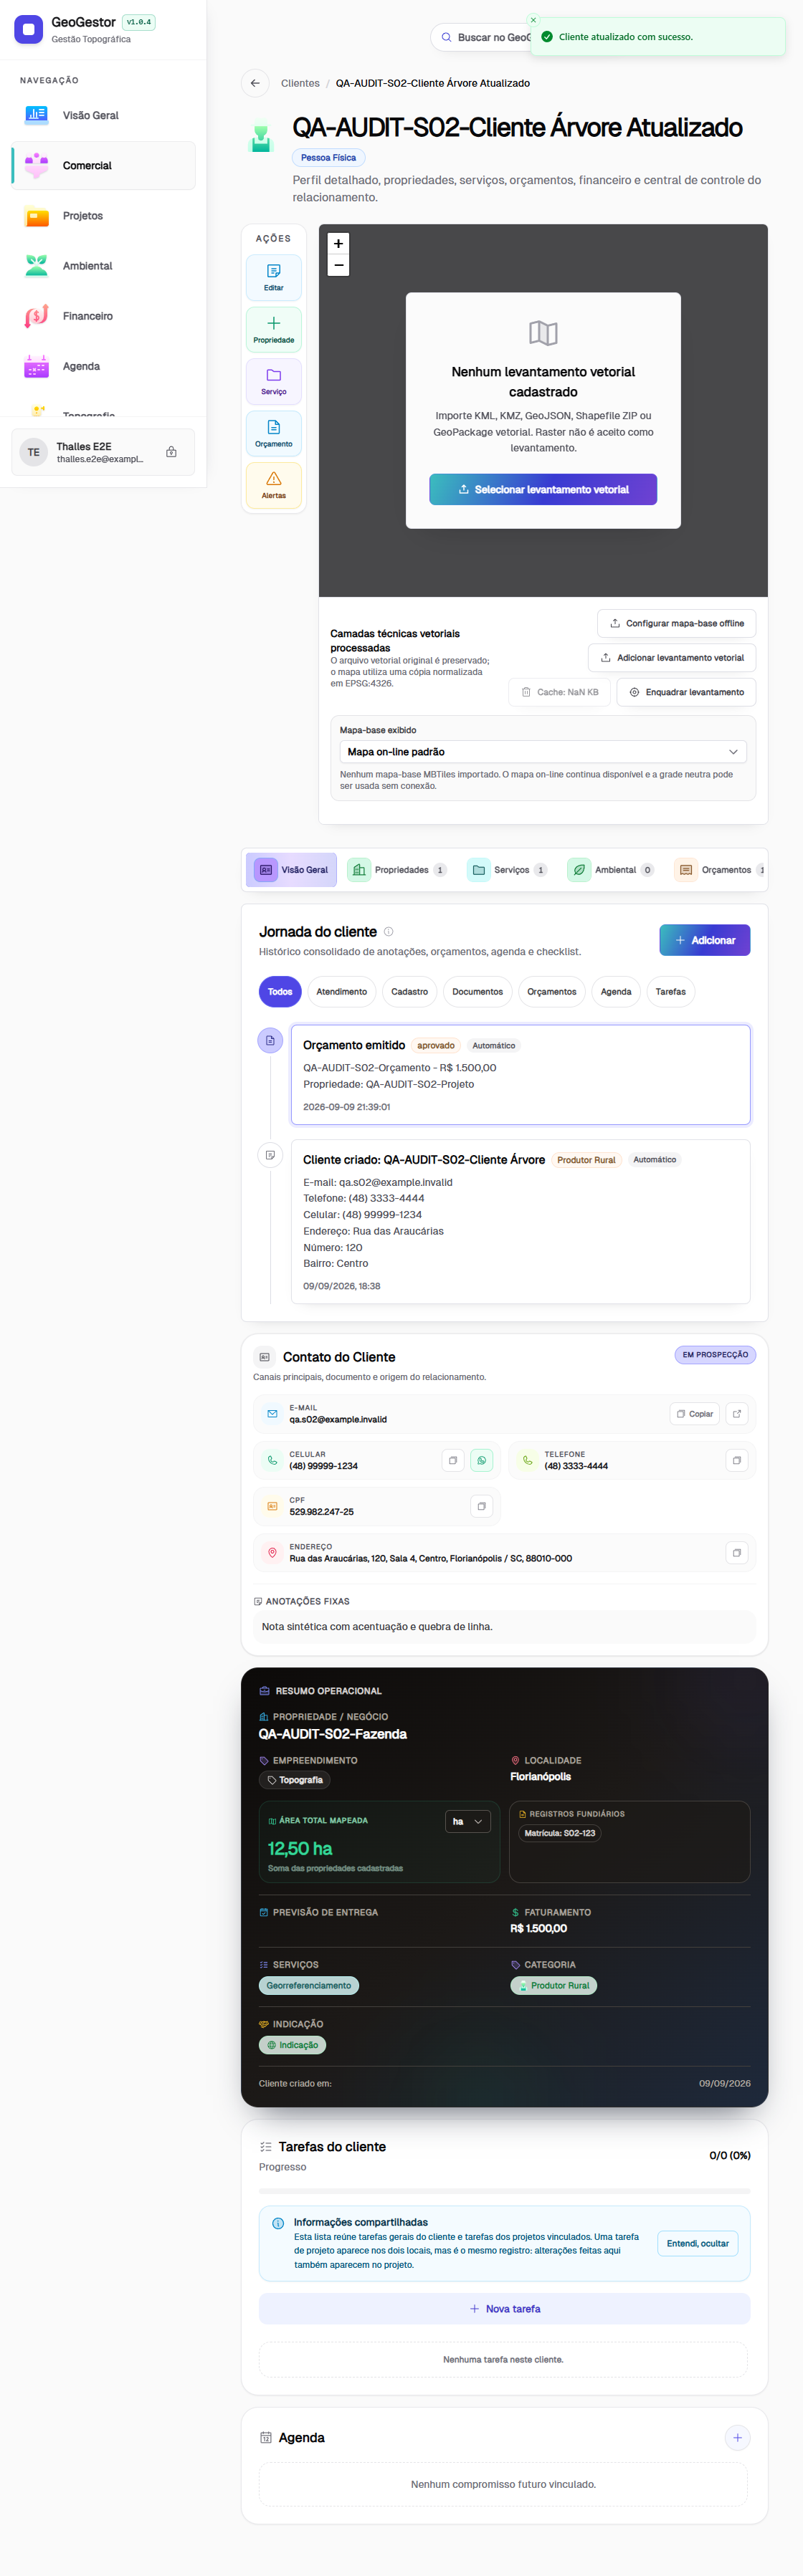 GeoGestor v1.0.4
Gestão Topográfica
NAVEGAÇÃO
Visão Geral
Comercial
Projetos
Ambiental
Financeiro
Agenda
TE
Thalles E2E
thalles.e2e@exampl...
Buscar no Geo
Cliente atualizado com sucesso.
Clientes / QA-AUDIT-S02-Cliente Árvore Atualizado
QA-AUDIT-S02-Cliente Árvore Atualizado
Pessoa Física
Perfil detalhado, propriedades, serviços, orçamentos, financeiro e central de controle do
relacionamento.
AÇÕES
Editar
Propriedade
Serviço
Orçamento
Alertas
+
−
Nenhum levantamento vetorial
cadastrado
Importe KML, KMZ, GeoJSON, Shapefile ZIP ou
GeoPackage vetorial. Raster não é aceito como
levantamento.
Selecionar levantamento vetorial
Camadas técnicas vetoriais
processadas
O arquivo vetorial original é preservado;
o mapa utiliza uma cópia normalizada
em EPSG:4326.
Configurar mapa-base offline
Adicionar levantamento vetorial
Cache: NaN KB
Enquadrar levantamento
Mapa-base exibido
Mapa on-line padrão
Nenhum mapa-base MBTiles importado. O mapa on-line continua disponível e a grade neutra pode
ser usada sem conexão.
Visão Geral
Propriedades 1
Serviços 1
Ambiental 0
Orçamentos 1
Jornada do cliente
Histórico consolidado de anotações, orçamentos, agenda e checklist.
Adicionar
Todos
Atendimento
Cadastro
Documentos
Orçamentos
Agenda
Tarefas
Orçamento emitido aprovado Automático
QA-AUDIT-S02-Orçamento - R$ 1.500,00
Propriedade: QA-AUDIT-S02-Projeto
2026-09-09 21:39:01
Cliente criado: QA-AUDIT-S02-Cliente Árvore Produtor Rural Automático
E-mail: qa.s02@example.invalid
Telefone: (48) 3333-4444
Celular: (48) 99999-1234
Endereço: Rua das Araucárias
Número: 120
Bairro: Centro
09/09/2026, 18:38
Contato do Cliente
EM PROSPECÇÃO
Canais principais, documento e origem do relacionamento.
E-MAIL
qa.s02@example.invalid
Copiar
CELULAR
(48) 99999-1234
TELEFONE
(48) 3333-4444
CPF
529.982.247-25
ENDEREÇO
Rua das Araucárias, 120, Sala 4, Centro, Florianópolis / SC, 88010-000
ANOTAÇÕES FIXAS
Nota sintética com acentuação e quebra de linha.
RESUMO OPERACIONAL
PROPRIEDADE / NEGÓCIO
QA-AUDIT-S02-Fazenda
EMPREENDIMENTO
Topografia
LOCALIDADE
Florianópolis
ÁREA TOTAL MAPEADA
ha
12,50 ha
Soma das propriedades cadastradas
REGISTROS FUNDIÁRIOS
Matrícula: S02-123
PREVISÃO DE ENTREGA
FATURAMENTO
R$ 1.500,00
SERVIÇOS
Georreferenciamento
CATEGORIA
Produtor Rural
INDICAÇÃO
Indicação
Cliente criado em:
09/09/2026
Tarefas do cliente
Progresso
0/0 (0%)
Informações compartilhadas
Esta lista reúne tarefas gerais do cliente e tarefas dos projetos vinculados. Uma tarefa
de projeto aparece nos dois locais, mas é o mesmo registro: alterações feitas aqui
também aparecem no projeto.
Entendi, ocultar
Nova tarefa
Nenhuma tarefa neste cliente.
Agenda
Nenhum compromisso futuro vinculado.